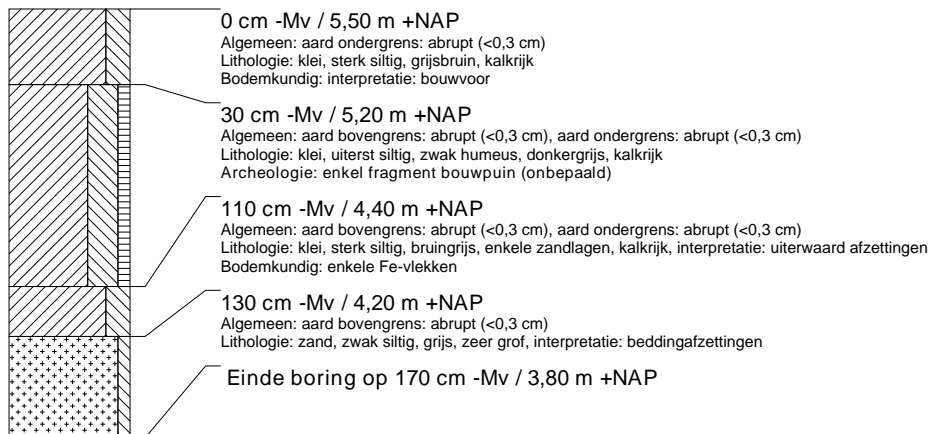 0 cm -Mv / 5,50 m +NAP
Algemeen: aard ondergrens: abrupt (<0,3 cm)
Lithologie: klei, sterk siltig, grijsbruin, kalkrijk
Bodemkundig: interpretatie: bouwvoor
30 cm -Mv / 5,20 m +NAP
Algemeen: aard bovengrens: abrupt (<0,3 cm), aard ondergrens: abrupt (<0,3 cm)
Lithologie: klei, uiterst siltig, zwak humeus, donkergrijs, kalkrijk
Archeologie: enkel fragment bouwpuin (onbepaald)
110 cm -Mv / 4,40 m +NAP
Algemeen: aard bovengrens: abrupt (<0,3 cm), aard ondergrens: abrupt (<0,3 cm)
Lithologie: klei, sterk siltig, bruingrijs, enkele zandlagen, kalkrijk, interpretatie: uiterwaard afzettingen
Bodemkundig: enkele Fe-vlekken
130 cm -Mv / 4,20 m +NAP
Algemeen: aard bovengrens: abrupt (<0,3 cm)
Lithologie: zand, zwak siltig, grijs, zeer grof, interpretatie: beddingafzettingen
Einde boring op 170 cm -Mv / 3,80 m +NAP